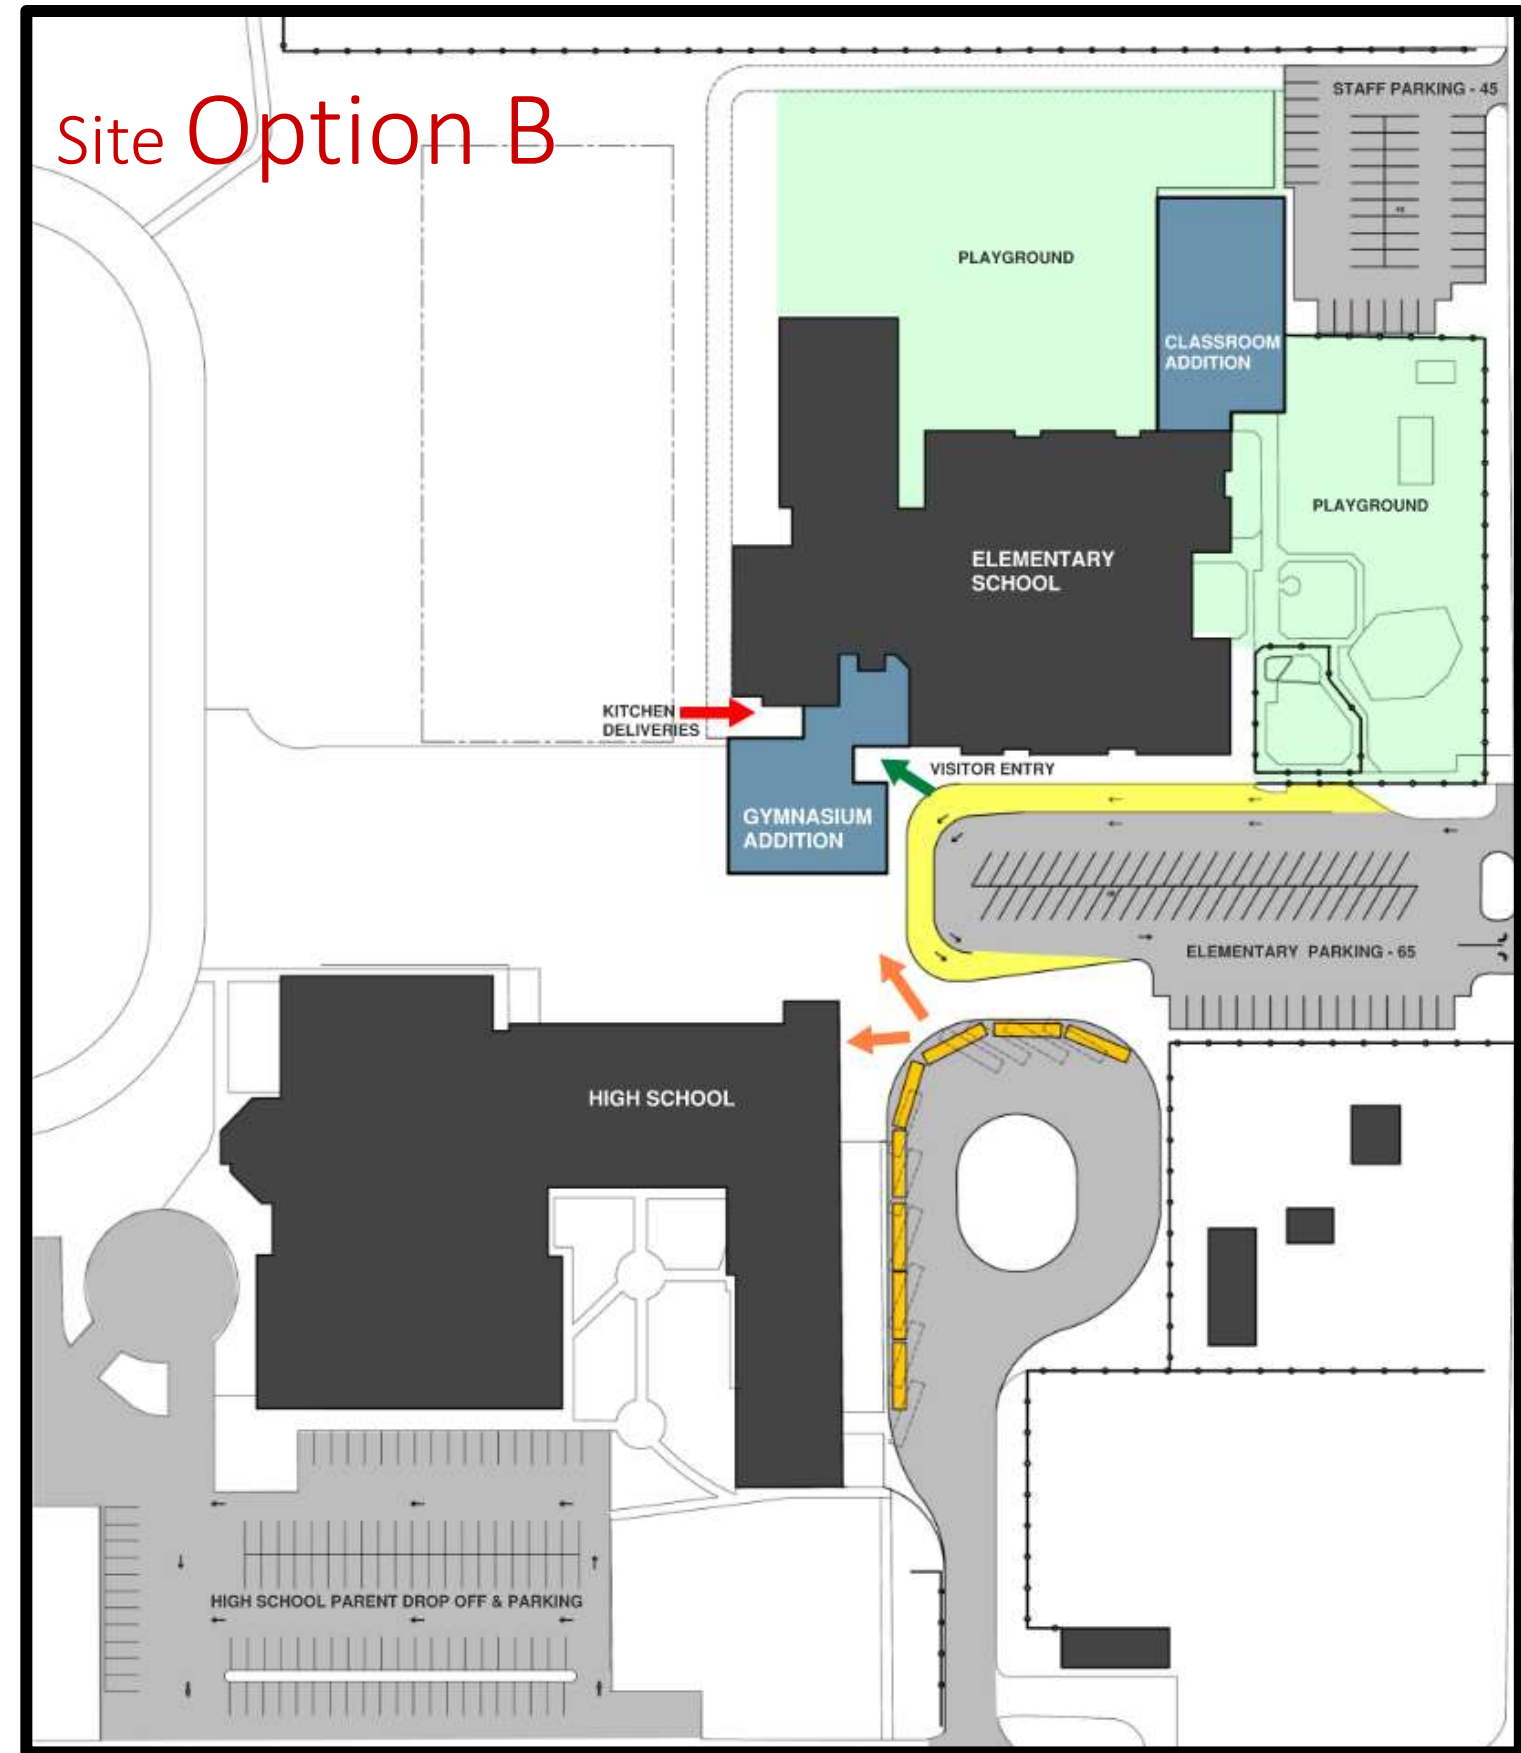 Site Option B
STAFF PARKING - 45
PLAYGROUND
CLASSROOM
ADDITION
PLAYGROUND
ELEMENTARY
SCHOOL
KITCHEN
DELIVERIES
VISITOR ENTRY
GYMNASIUM
ADDITION
ELEMENTARY PARKING - 65
HIGH SCHOOL
HIGH SCHOOL PARENT DROP OFF & PARKING